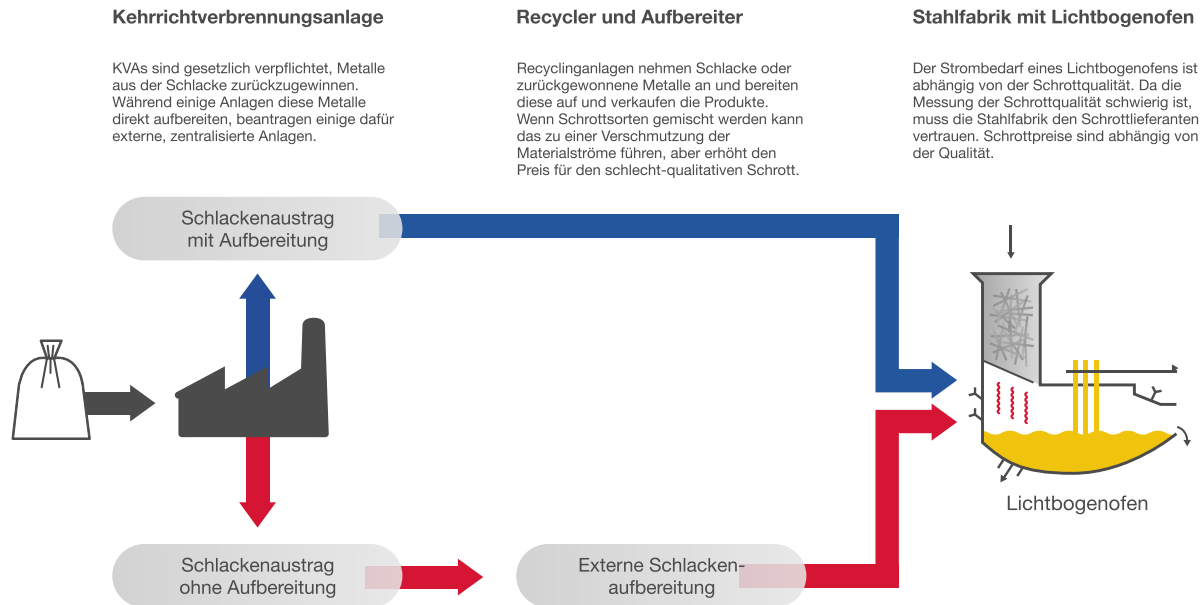 Kehrrichtverbrennungsanlage
KVAs sind gesetzlich verpflichtet, Metalle
aus der Schlacke zurückzugewinnen.
Während einige Anlagen diese Metalle
direkt aufbereiten, beantragen einige dafür
externe, zentralisierte Anlagen.
Recycler und Aufbereiter
Recyclinganlagen nehmen Schlacke oder
zurückgewonnene Metalle an und bereiten
diese auf und verkaufen die Produkte.
Wenn Schrottsorten gemischt werden kann
das zu einer Verschmutzung der
Materialströme führen, aber erhöht den
Preis für den schlecht-qualitativen Schrott.
Stahlfabrik mit Lichtbogenofen
Der Strombedarf eines Lichtbogenofens ist
abhängig von der Schrottqualität. Da die
Messung der Schrottqualität schwierig ist,
muss die Stahlfabrik den Schrottlieferanten
vertrauen. Schrottpreise sind abhängig von
der Qualität.
Schlackenaustrag
mit Aufbereitung
Lichtbogenofen
Schlackenaustrag
ohne Aufbereitung
Externe Schlacken-
aufbereitung